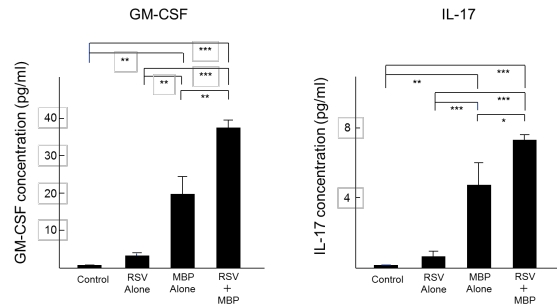 GM-CSF
GM-CSF concentration (pg/ml)
40
30
20
10
***
**
***
**
**
Control
RSV
Alone
MBP
Alone
RSV
+
MBP
IL-17
IL-17 concentration (pg/ml)
8
4
***
**
***
***
*
Control
RSV
Alone
MBP
Alone
RSV
+
MBP